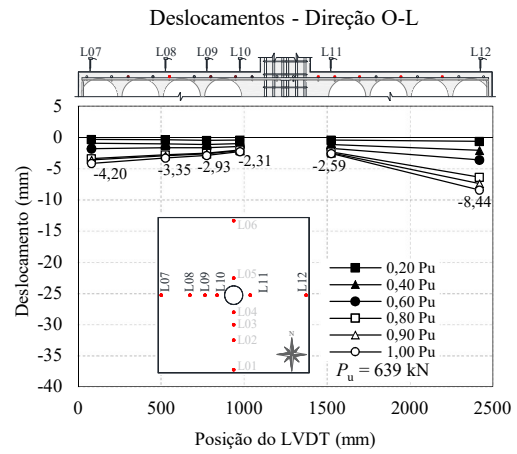 Deslocamentos - Direção O-L
L07 L08 L09 L10 L11 L12
5
0
-5
-10
-15
-20
-25
-30
-35
-40
Deslocamento (mm)
-4,20 -3,35 -2,93 -2,31 -2,59 -8,44
L06
L05
L07 L08 L09 L10 L11 L12
L04
L03
L02
L01
N
0,20 Pu
0,40 Pu
0,60 Pu
0,80 Pu
0,90 Pu
1,00 Pu
Pu = 639 kN
0 500 1000 1500 2000 2500
Posição do LVDT (mm)